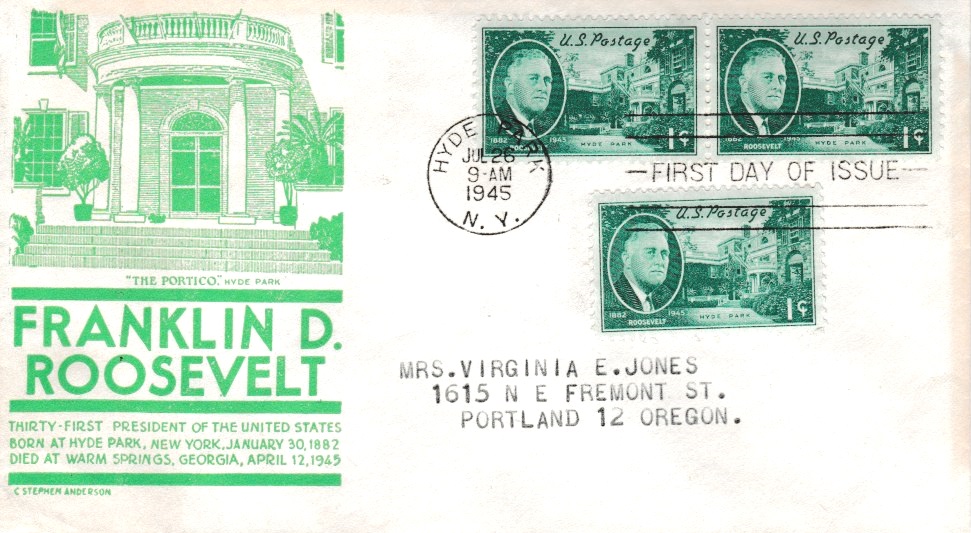 U.S. Postage
1882 1945
HYDE PARK
1¢
U.S. Postage
1882 1945
ROOSEVELT
HYDE PARK
1¢
HYDE PARK
JUL 26
9-AM
1945
N. Y.
FIRST DAY OF ISSUE
U.S. Postage
1882 1945
ROOSEVELT
HYDE PARK
1¢
"THE PORTICO," HYDE PARK
FRANKLIN D.
ROOSEVELT
THIRTY-FIRST PRESIDENT OF THE UNITED STATES
BORN AT HYDE PARK, NEW YORK, JANUARY 30, 1882
DIED AT WARM SPRINGS, GEORGIA, APRIL 12, 1945
C STEPHEN ANDERSON
MRS. VIRGINIA E. JONES
1615 N E FREMONT ST.
PORTLAND 12 OREGON.